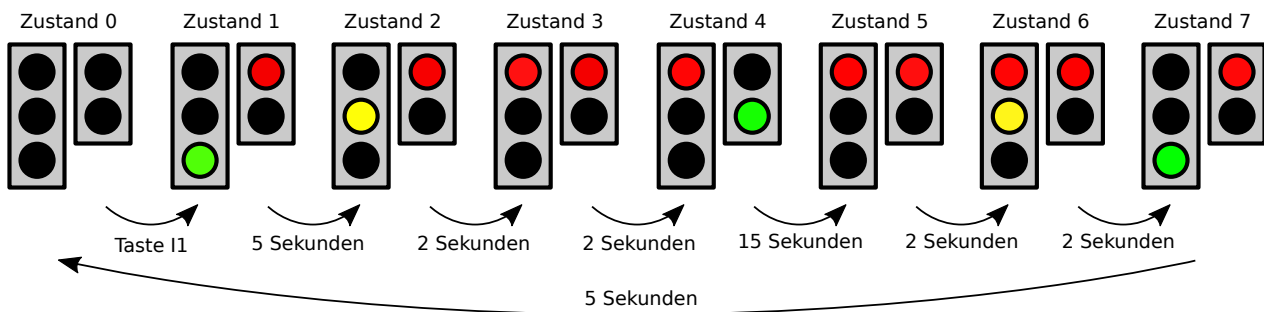 Zustand 0 Zustand 1 Zustand 2 Zustand 3 Zustand 4 Zustand 5 Zustand 6 Zustand 7
Taste I1 5 Sekunden 2 Sekunden 2 Sekunden 15 Sekunden 2 Sekunden 2 Sekunden
5 Sekunden